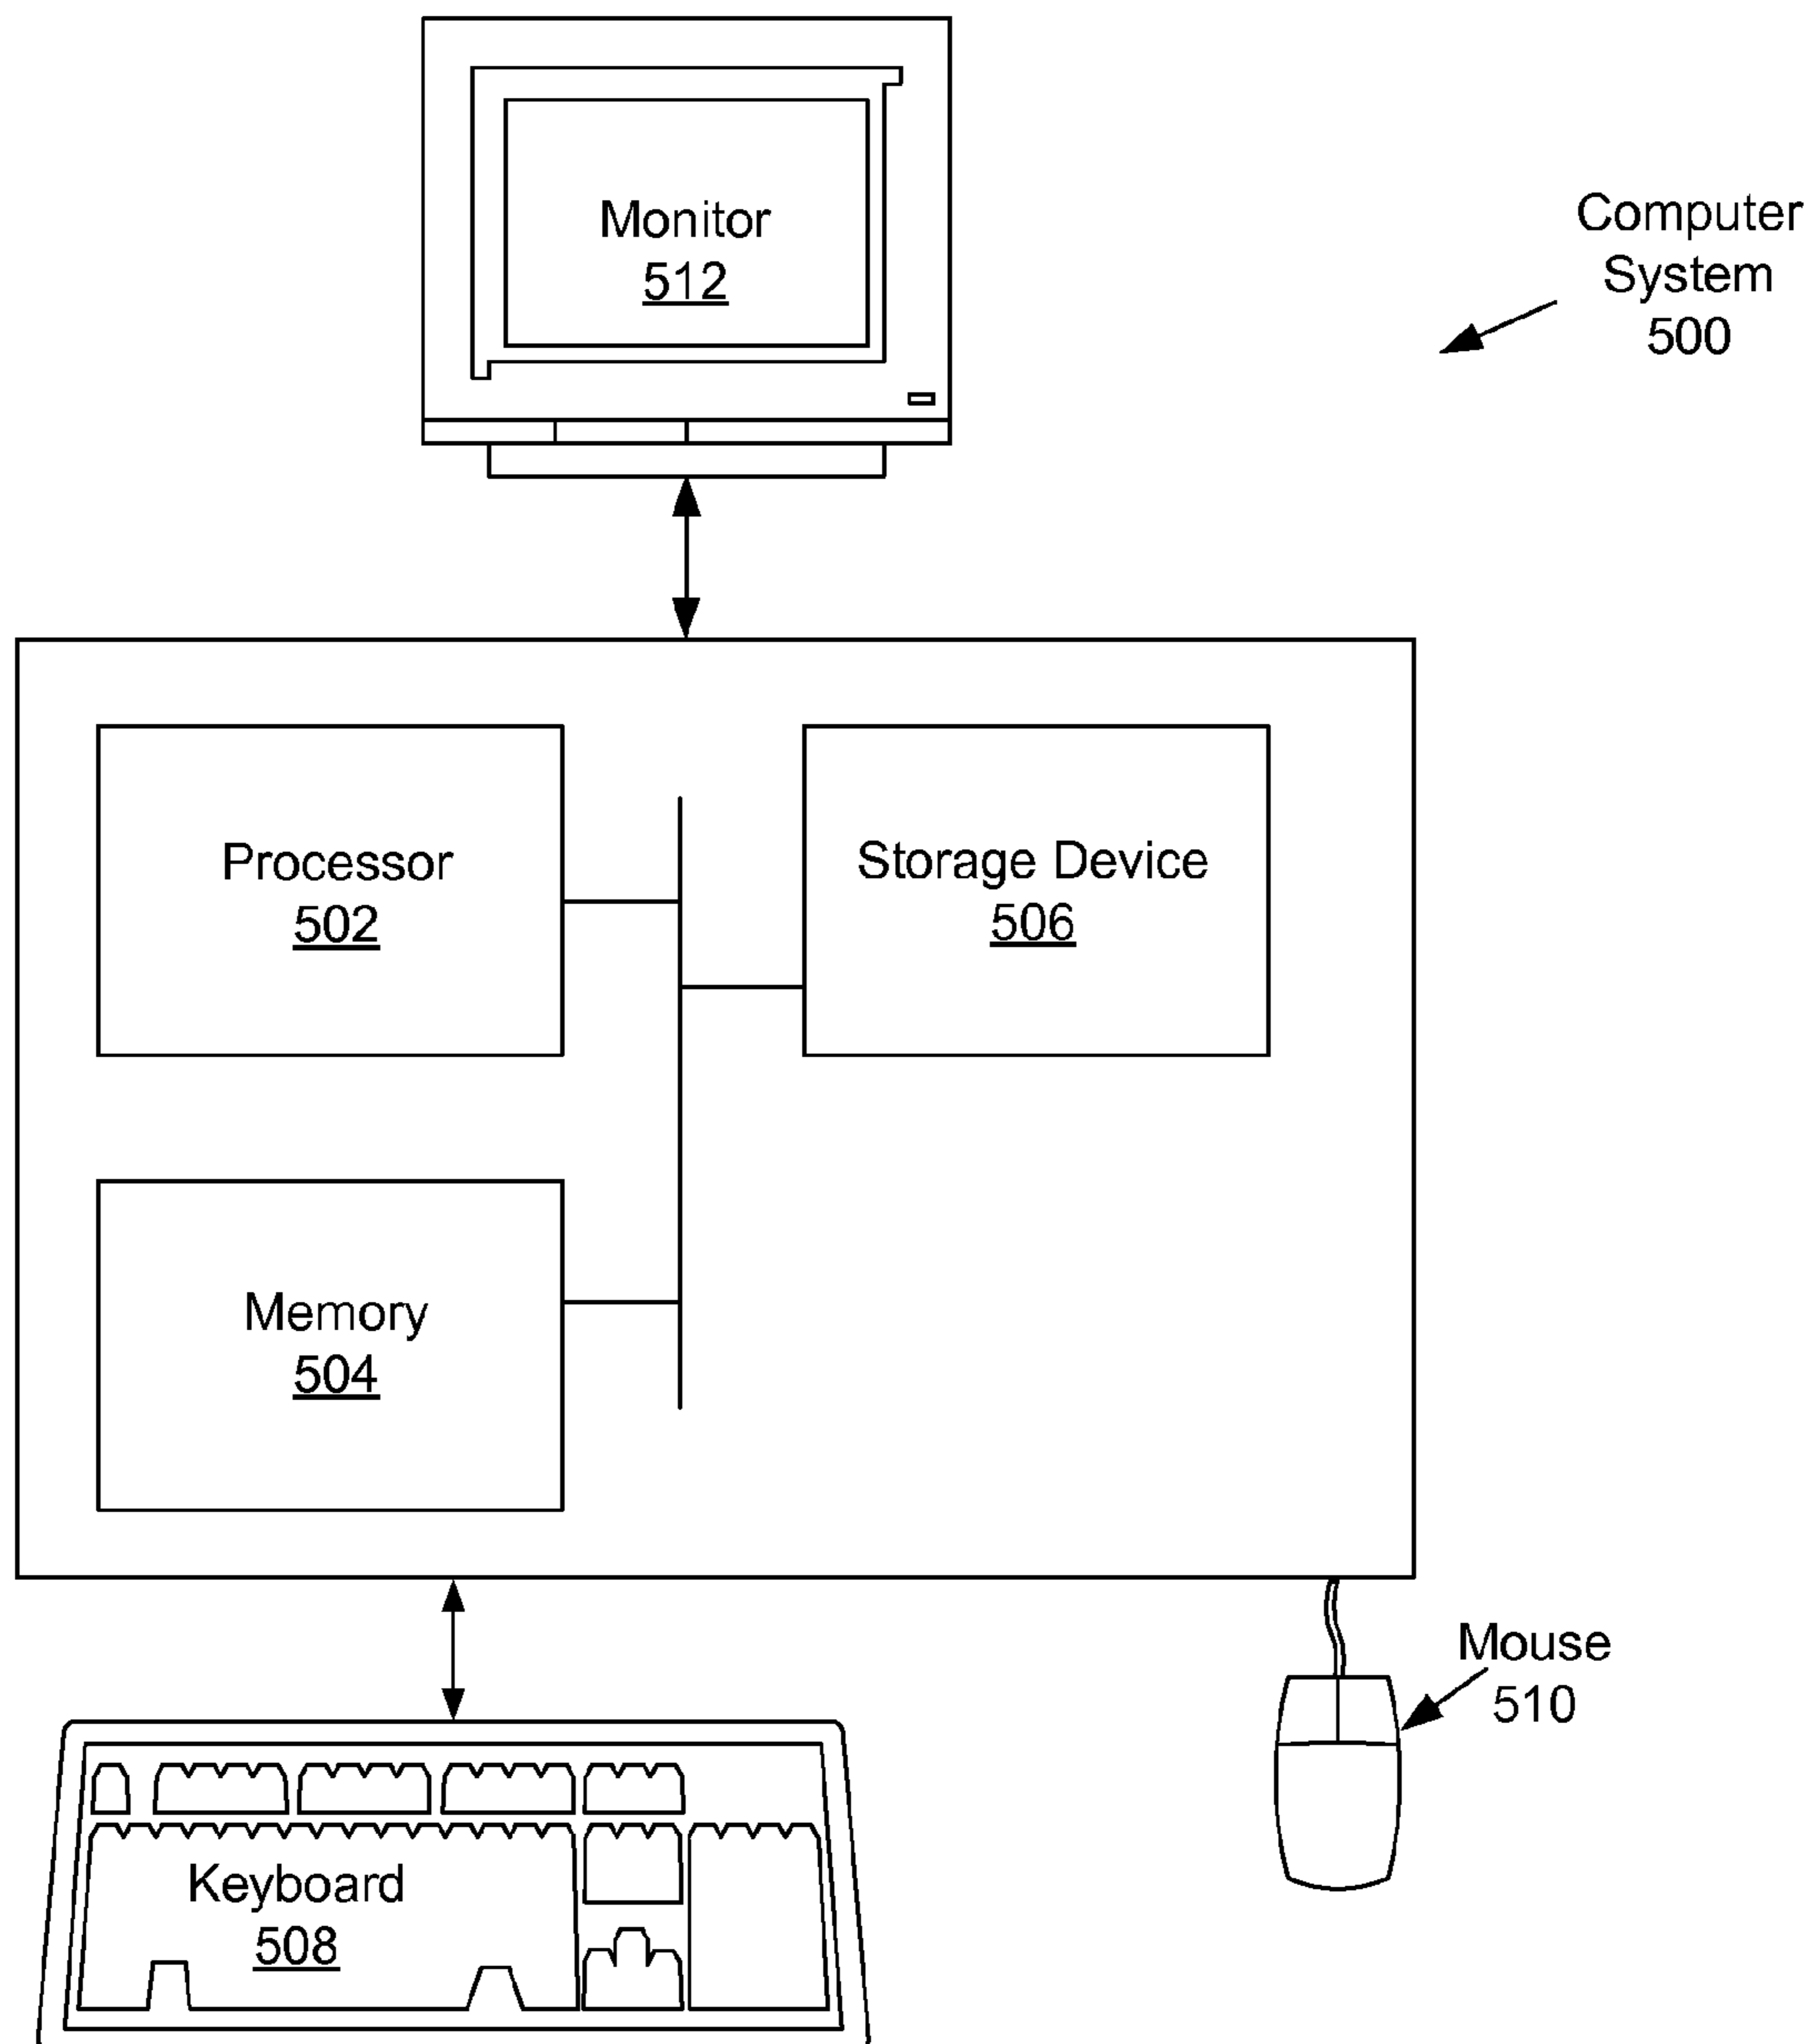 Monitor
512
Computer
System
500
Processor
502
Storage Device
506
Memory
504
Mouse
510
Keyboard
508